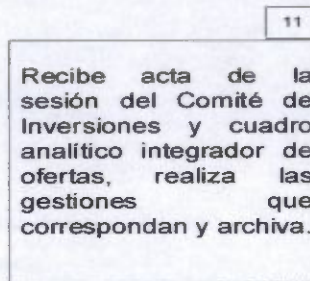 11
Recibe acta de la
sesión del Comité de
Inversiones y cuadro
analítico integrador de
ofertas, realiza las
gestiones que
correspondan y archiva.